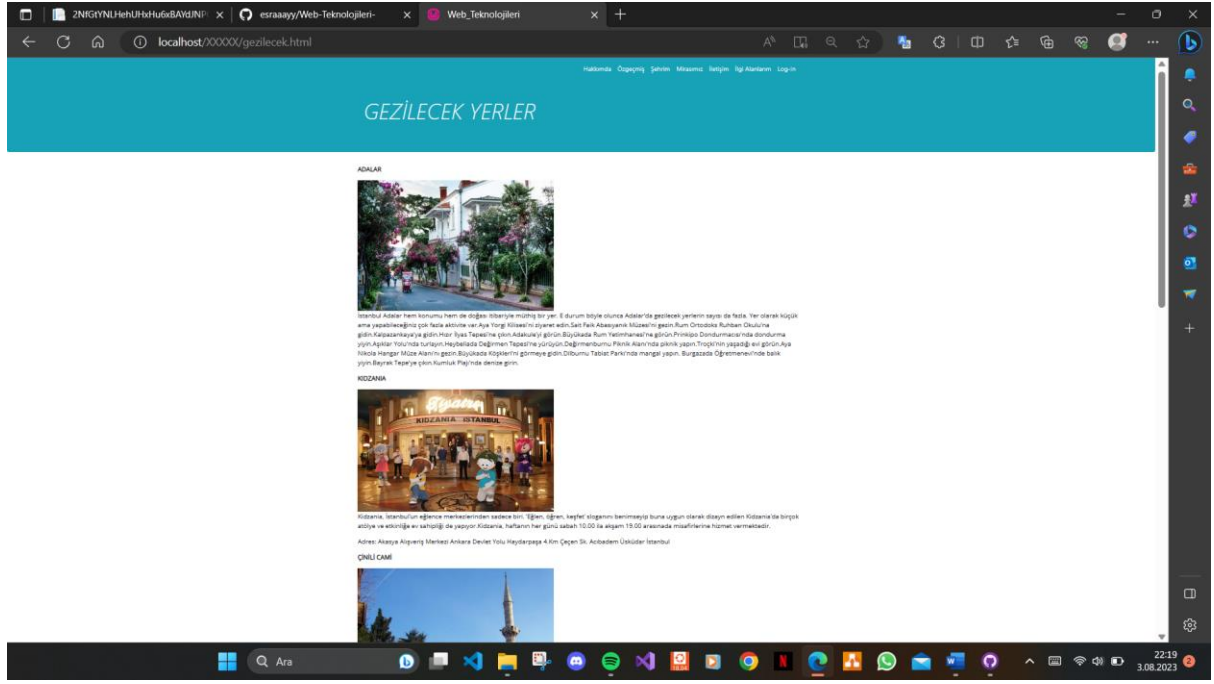 2NfGtYNLHehUHxHu6xBAYdJNP
esraaayy/Web-Teknolojileri-
Web_Teknolojileri
localhost/XXXXX/gezilecek.html
Hakkımda Özgeçmiş Şehrim Mirasımız İletişim İlgi Alanlarım Log-in
GEZİLECEK YERLER
ADALAR
İstanbul Adalar hem konumu hem de doğası itibariyle müthiş bir yer. E durum böyle olunca Adalar'da gezilecek yerlerin sayısı da fazla. Yer olarak küçük
ama yapabileceğiniz çok fazla aktivite var.Aya Yorgi Kilisesi'ni ziyaret edin.Sait Faik Abasıyanık Müzesi'ni gezin.Rum Ortodoks Ruhban Okulu'na
gidin.Kalpazankaya'ya gidin.Hızır İlyas Tepesi'ne çıkın.Adakule'yi görün.Büyükada Rum Yetimhanesi'ne görün.Prinkipo Dondurmacısı'nda dondurma
yiyin.Aşıklar Yolu'nda turlayın.Heybeliada Değirmen Tepesi'ne yürüyün.Değirmenburnu Piknik Alanı'nda piknik yapın.Troçki'nin yaşadığı evi görün.Aya
Nikola Hangar Müze Alanı'nı gezin.Büyükada Köşkleri'ni görmeye gidin.Dilburnu Tabiat Parkı'nda mangal yapın. Burgazada Öğretmenevi'nde balık
yiyin.Bayrak Tepe'ye çıkın.Kumluk Plajı'nda denize girin.
KIDZANIA
Tiyatro
KIDZANIA ISTANBUL
Kidzania, İstanbul'un eğlence merkezlerinden sadece biri. 'Eğlen, öğren, keşfet' sloganını benimseyip buna uygun olarak dizayn edilen Kidzania'da birçok
atölye ve etkinliğe ev sahipliği de yapıyor.Kidzania, haftanın her günü sabah 10.00 ila akşam 19.00 arasınada misafirlerine hizmet vermektedir.
Adres: Akasya Alışveriş Merkezi Ankara Devlet Yolu Haydarpaşa 4.Km Çeçen Sk. Acıbadem Üsküdar İstanbul
ÇİNİLİ CAMİ
Ara
22:19
3.08.2023
2